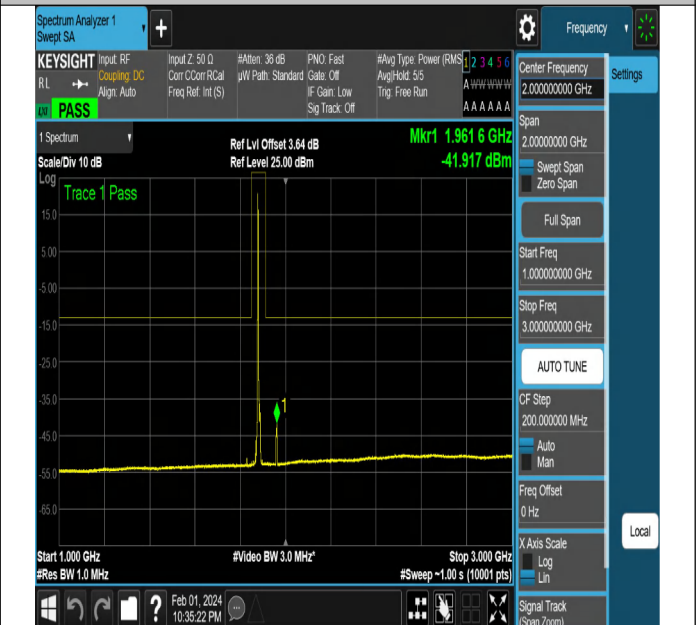 Spectrum Analyzer 1
Swept SA
Frequency
KEYSIGHT
RL
PASS
Input: RF
Coupling: DC
Align: Auto
Input Z: 50 Ω
Corr CCorr RCal
Freq Ref: Int (S)
#Atten: 36 dB
µW Path: Standard
PNO: Fast
Gate: Off
IF Gain: Low
Sig Track: Off
#Avg Type: Power (RMS
Avg|Hold: 5/5
Trig: Free Run
1 2 3 4 5 6
A W W W W W
A A A A A A
1 Spectrum
Scale/Div 10 dB
Log
Ref Lvl Offset 3.64 dB
Ref Level 25.00 dBm
Mkr1 1.961 6 GHz
-41.917 dBm
Trace 1 Pass
15.0
5.00
-5.00
-15.0
-25.0
-35.0
-45.0
-55.0
-65.0
1
Start 1.000 GHz
#Res BW 1.0 MHz
#Video BW 3.0 MHz*
Stop 3.000 GHz
#Sweep ~1.00 s (10001 pts)
Feb 01, 2024
10:35:22 PM
Center Frequency
2.000000000 GHz
Settings
Span
2.00000000 GHz
Swept Span
Zero Span
Full Span
Start Freq
1.000000000 GHz
Stop Freq
3.000000000 GHz
AUTO TUNE
CF Step
200.000000 MHz
Auto
Man
Freq Offset
0 Hz
X Axis Scale
Log
Lin
Local
Signal Track
(Span Zoom)